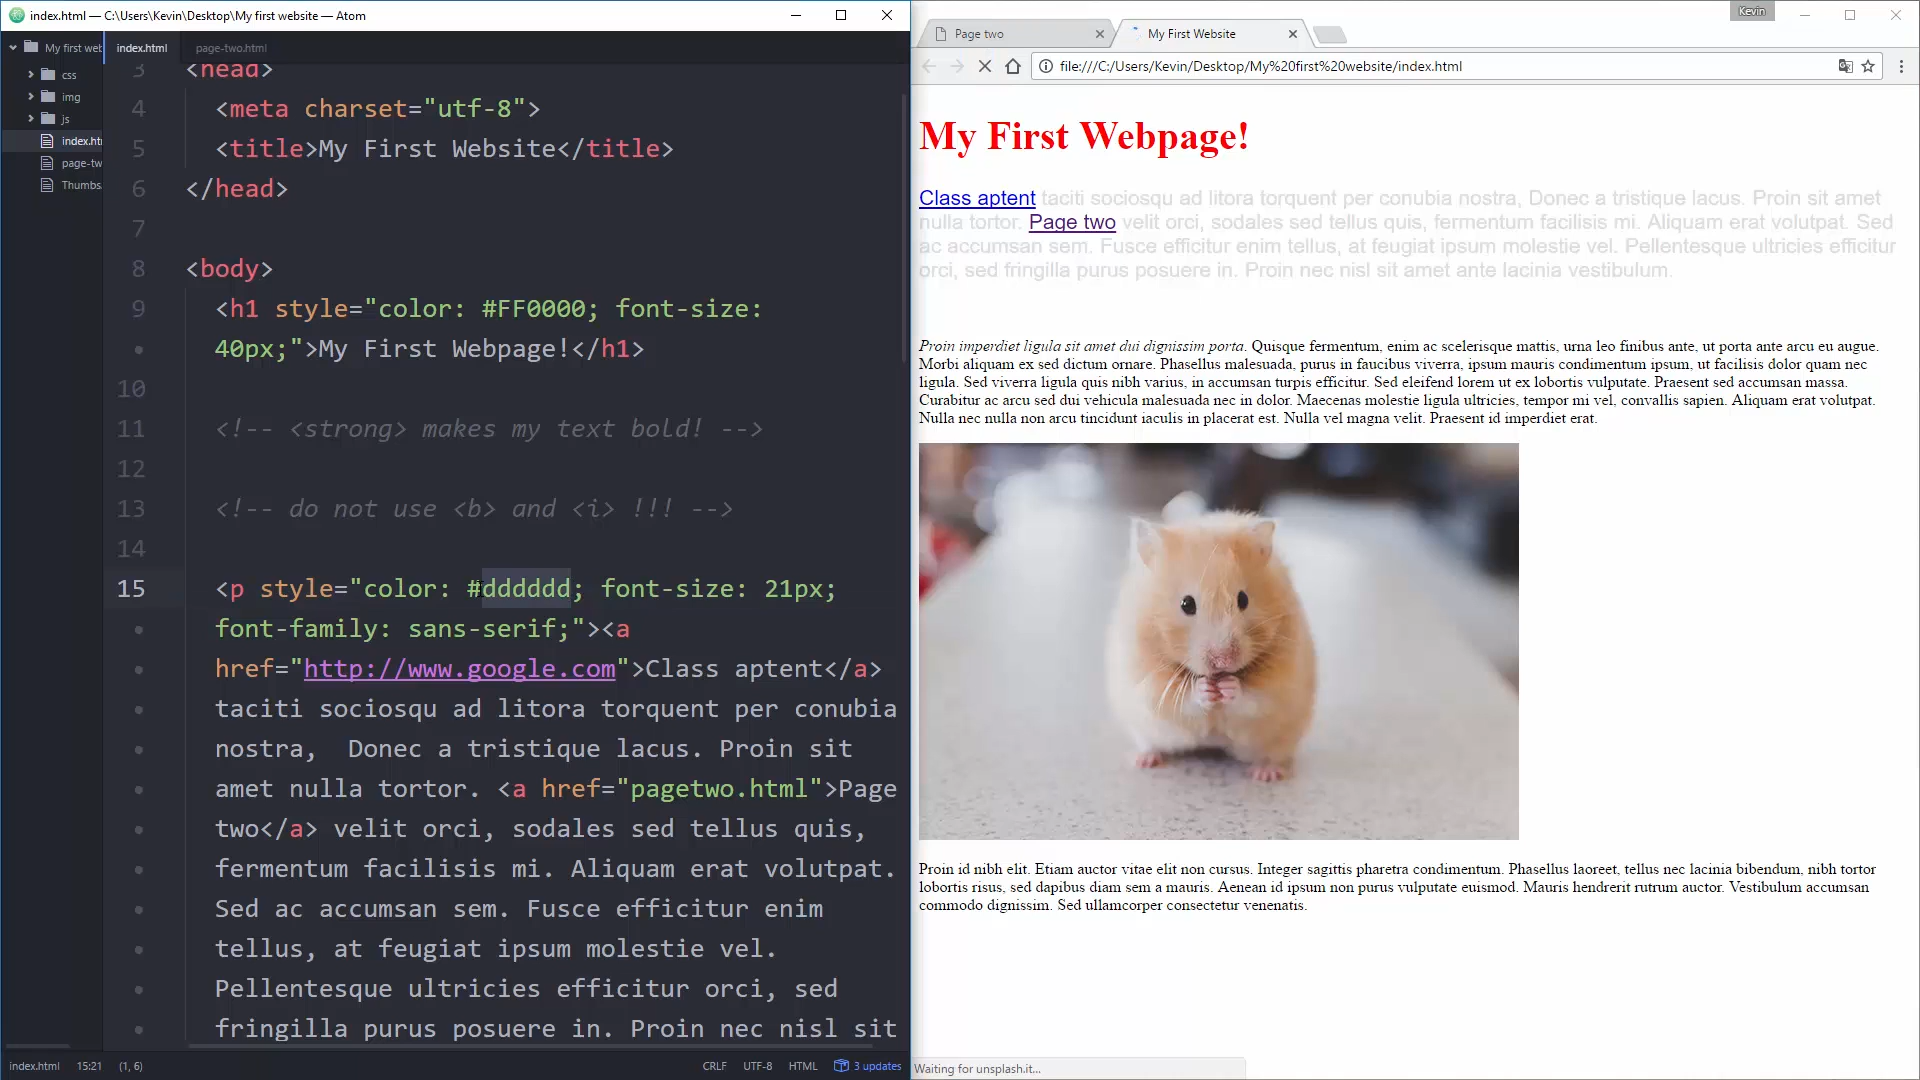 index.html — C:\Users\Kevin\Desktop\My first website — Atom
My first wet
css
img
js
index.ht
page-tw
Thumbs.
index.html
page-two.html
3 <head>
4 <meta charset="utf-8">
5 <title>My First Website</title>
6 </head>
7
8 <body>
9 <h1 style="color: #FF0000; font-size:
40px;">My First Webpage!</h1>
10
11 <!-- <strong> makes my text bold! -->
12
13 <!-- do not use <b> and <i> !!! -->
14
15 <p style="color: #dddddd; font-size: 21px;
font-family: sans-serif;"><a
href="http://www.google.com">Class aptent</a>
taciti sociosqu ad litora torquent per conubia
nostra,  Donec a tristique lacus. Proin sit
amet nulla tortor. <a href="pagetwo.html">Page
two</a> velit orci, sodales sed tellus quis,
fermentum facilisis mi. Aliquam erat volutpat.
Sed ac accumsan sem. Fusce efficitur enim
tellus, at feugiat ipsum molestie vel.
Pellentesque ultricies efficitur orci, sed
fringilla purus posuere in. Proin nec nisl sit
index.html 15:21 (1, 6) CRLF UTF-8 HTML 3 updates
Kevin
Page two
My First Website
file:///C:/Users/Kevin/Desktop/My%20first%20website/index.html
My First Webpage!
Class aptent taciti sociosqu ad litora torquent per conubia nostra, Donec a tristique lacus. Proin sit amet
nulla tortor. Page two velit orci, sodales sed tellus quis, fermentum facilisis mi. Aliquam erat volutpat. Sed
ac accumsan sem. Fusce efficitur enim tellus, at feugiat ipsum molestie vel. Pellentesque ultricies efficitur
orci, sed fringilla purus posuere in. Proin nec nisl sit amet ante lacinia vestibulum.
Proin imperdiet ligula sit amet dui dignissim porta. Quisque fermentum, enim ac scelerisque mattis, urna leo finibus ante, ut porta ante arcu eu augue.
Morbi aliquam ex sed dictum ornare. Phasellus malesuada, purus in faucibus viverra, ipsum mauris condimentum ipsum, ut facilisis dolor quam nec
ligula. Sed viverra ligula quis nibh varius, in accumsan turpis efficitur. Sed eleifend lorem ut ex lobortis vulputate. Praesent sed accumsan massa.
Curabitur ac arcu sed dui vehicula malesuada nec in dolor. Maecenas molestie ligula ultricies, tempor mi vel, convallis sapien. Aliquam erat volutpat.
Nulla nec nulla non arcu tincidunt iaculis in placerat est. Nulla vel magna velit. Praesent id imperdiet erat.
Proin id nibh elit. Etiam auctor vitae elit non cursus. Integer sagittis pharetra condimentum. Phasellus laoreet, tellus nec lacinia bibendum, nibh tortor
lobortis risus, sed dapibus diam sem a mauris. Aenean id ipsum non purus vulputate euismod. Mauris hendrerit rutrum auctor. Vestibulum accumsan
commodo dignissim. Sed ullamcorper consectetur venenatis.
Waiting for unsplash.it...